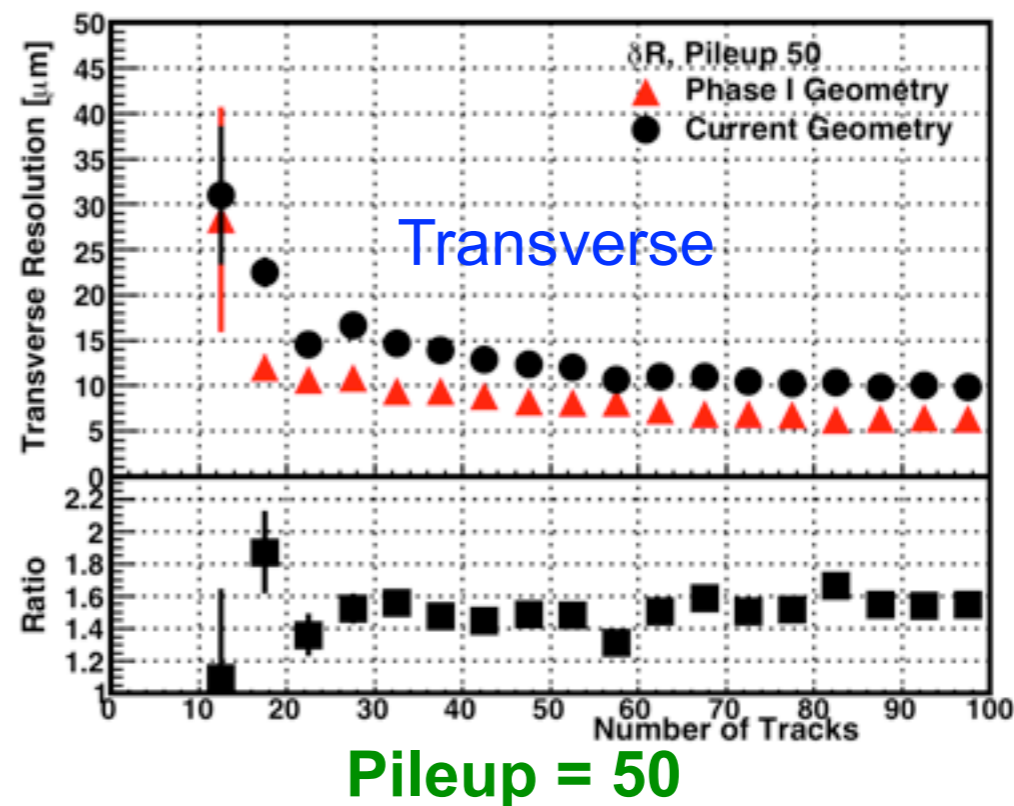 50
45
40
35
30
25
20
15
10
5
0
Transverse Resolution [μm]
δR, Pileup 50
Phase I Geometry
Current Geometry
Transverse
2.2
2
1.8
1.6
1.4
1.2
1
Ratio
0 10 20 30 40 50 60 70 80 90 100
Number of Tracks
Pileup = 50